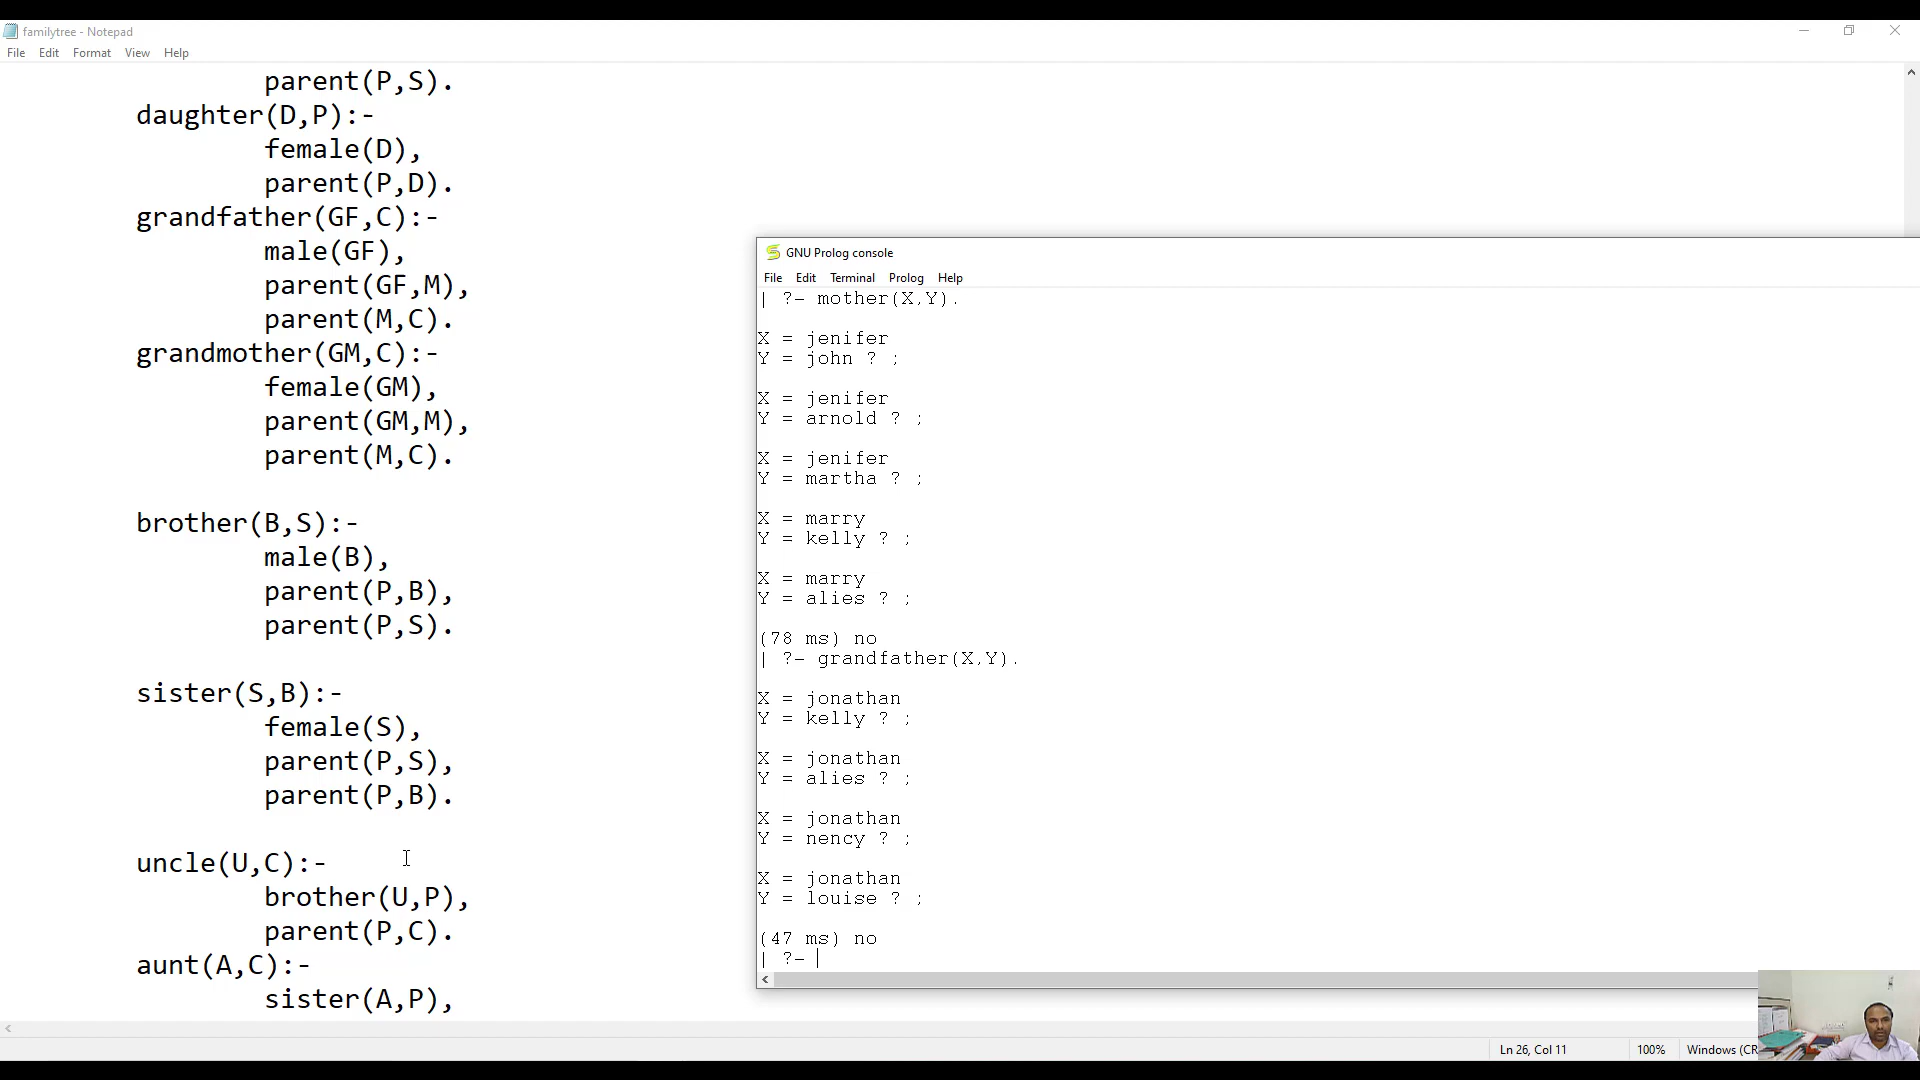 familytree - Notepad
File Edit Format View Help
parent(P,S).
daughter(D,P):-
female(D),
parent(P,D).
grandfather(GF,C):-
male(GF),
parent(GF,M),
parent(M,C).
grandmother(GM,C):-
female(GM),
parent(GM,M),
parent(M,C).
brother(B,S):-
male(B),
parent(P,B),
parent(P,S).
sister(S,B):-
female(S),
parent(P,S),
parent(P,B).
uncle(U,C):-
brother(U,P),
parent(P,C).
aunt(A,C):-
sister(A,P),
GNU Prolog console
File Edit Terminal Prolog Help
| ?- mother(X,Y).
X = jenifer
Y = john ? ;
X = jenifer
Y = arnold ? ;
X = jenifer
Y = martha ? ;
X = marry
Y = kelly ? ;
X = marry
Y = alies ? ;
(78 ms) no
| ?- grandfather(X,Y).
X = jonathan
Y = kelly ? ;
X = jonathan
Y = alies ? ;
X = jonathan
Y = nency ? ;
X = jonathan
Y = louise ? ;
(47 ms) no
| ?-
Ln 26, Col 11 100% Windows (CR